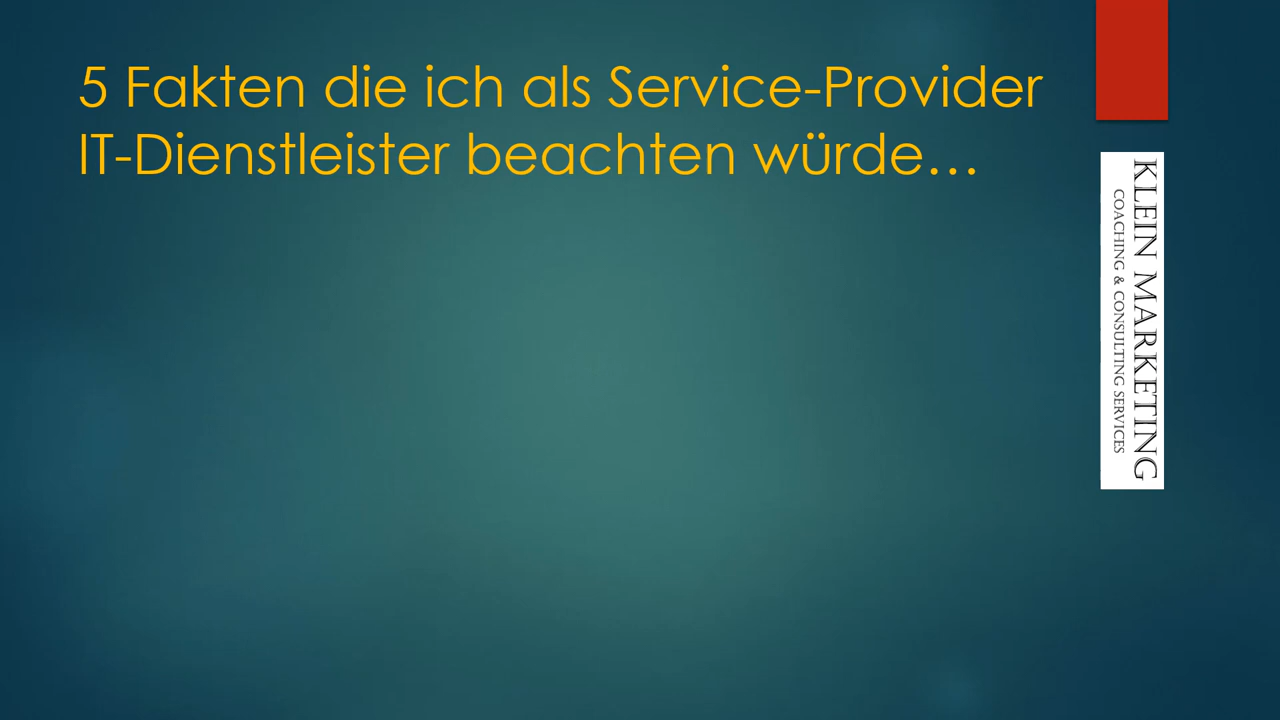 5 Fakten die ich als Service-Provider
IT-Dienstleister beachten würde…
KLEIN MARKETING
COACHING & CONSULTING SERVICES